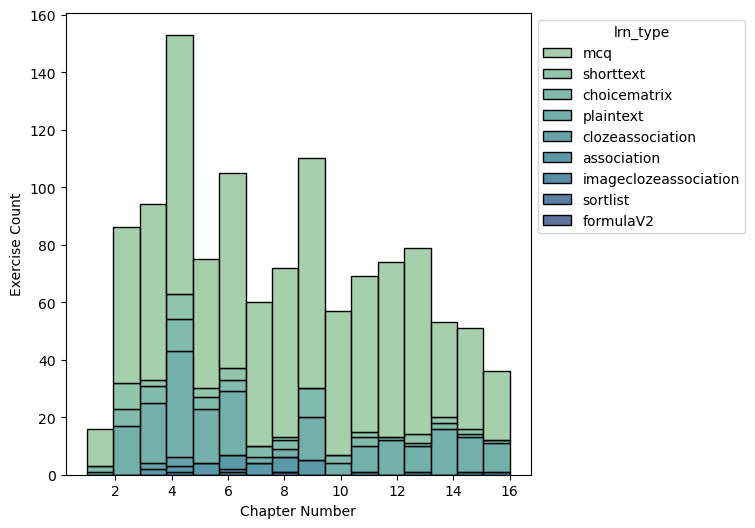 160
140
120
100
80
60
40
20
0
Exercise Count
2 4 6 8 10 12 14 16
Chapter Number
lrn_type
mcq
shorttext
choicematrix
plaintext
clozeassociation
association
imageclozeassociation
sortlist
formulaV2